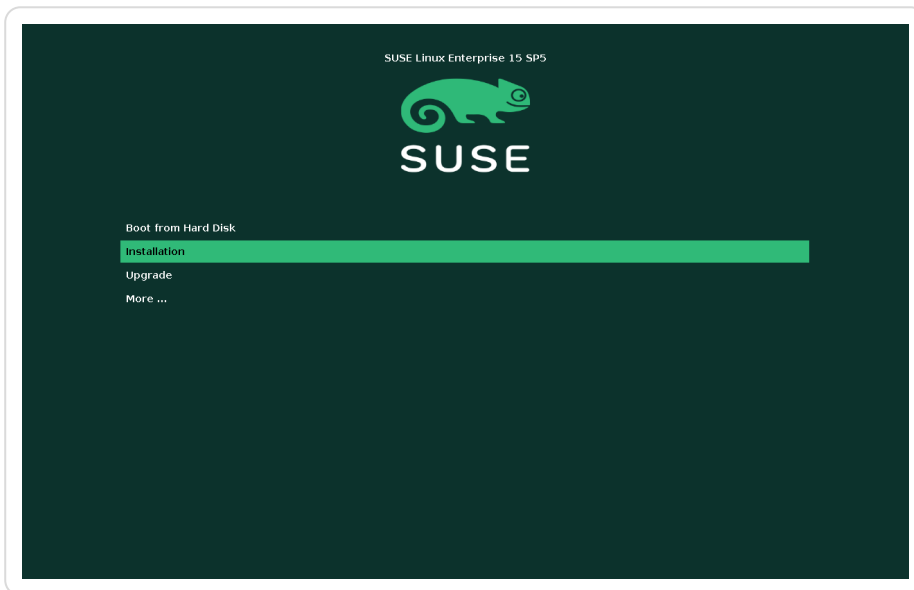 SUSE Linux Enterprise 15 SP5
SUSE
Boot from Hard Disk
Installation
Upgrade
More ...